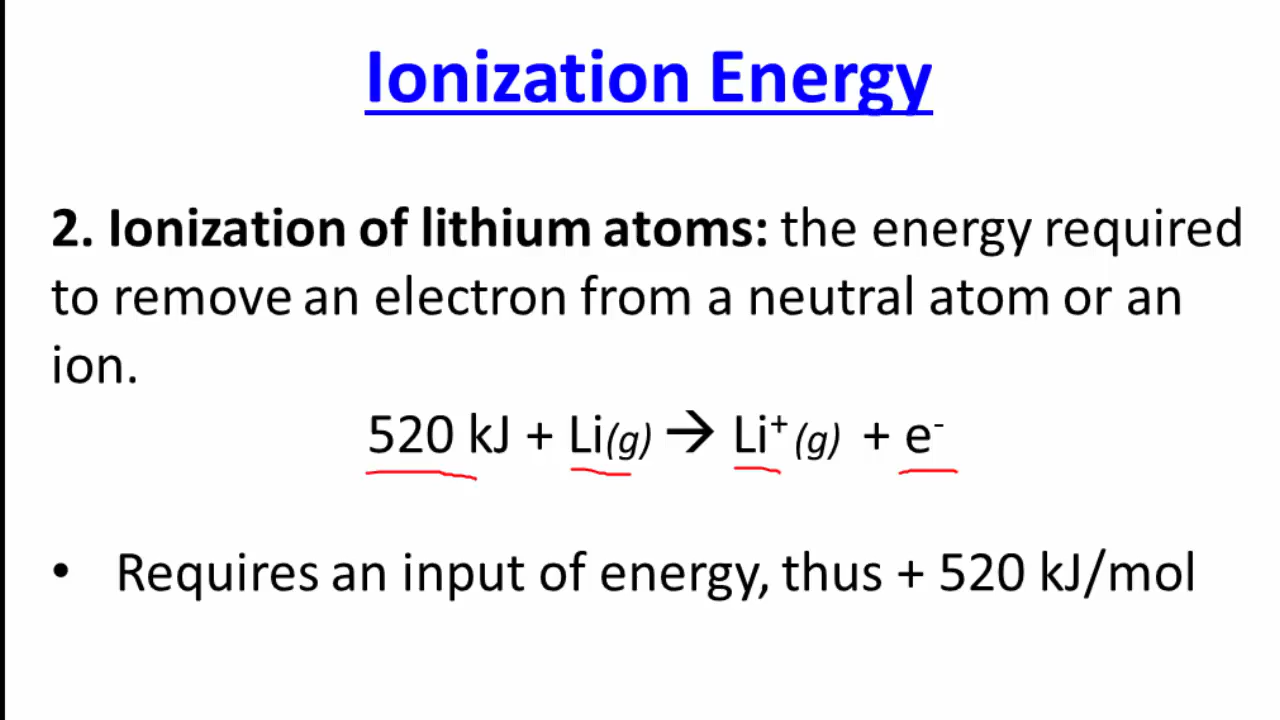 Ionization Energy
2. Ionization of lithium atoms: the energy required
to remove an electron from a neutral atom or an
ion.
520 kJ + Li(g) → Li⁺(g) + e⁻
• Requires an input of energy, thus + 520 kJ/mol